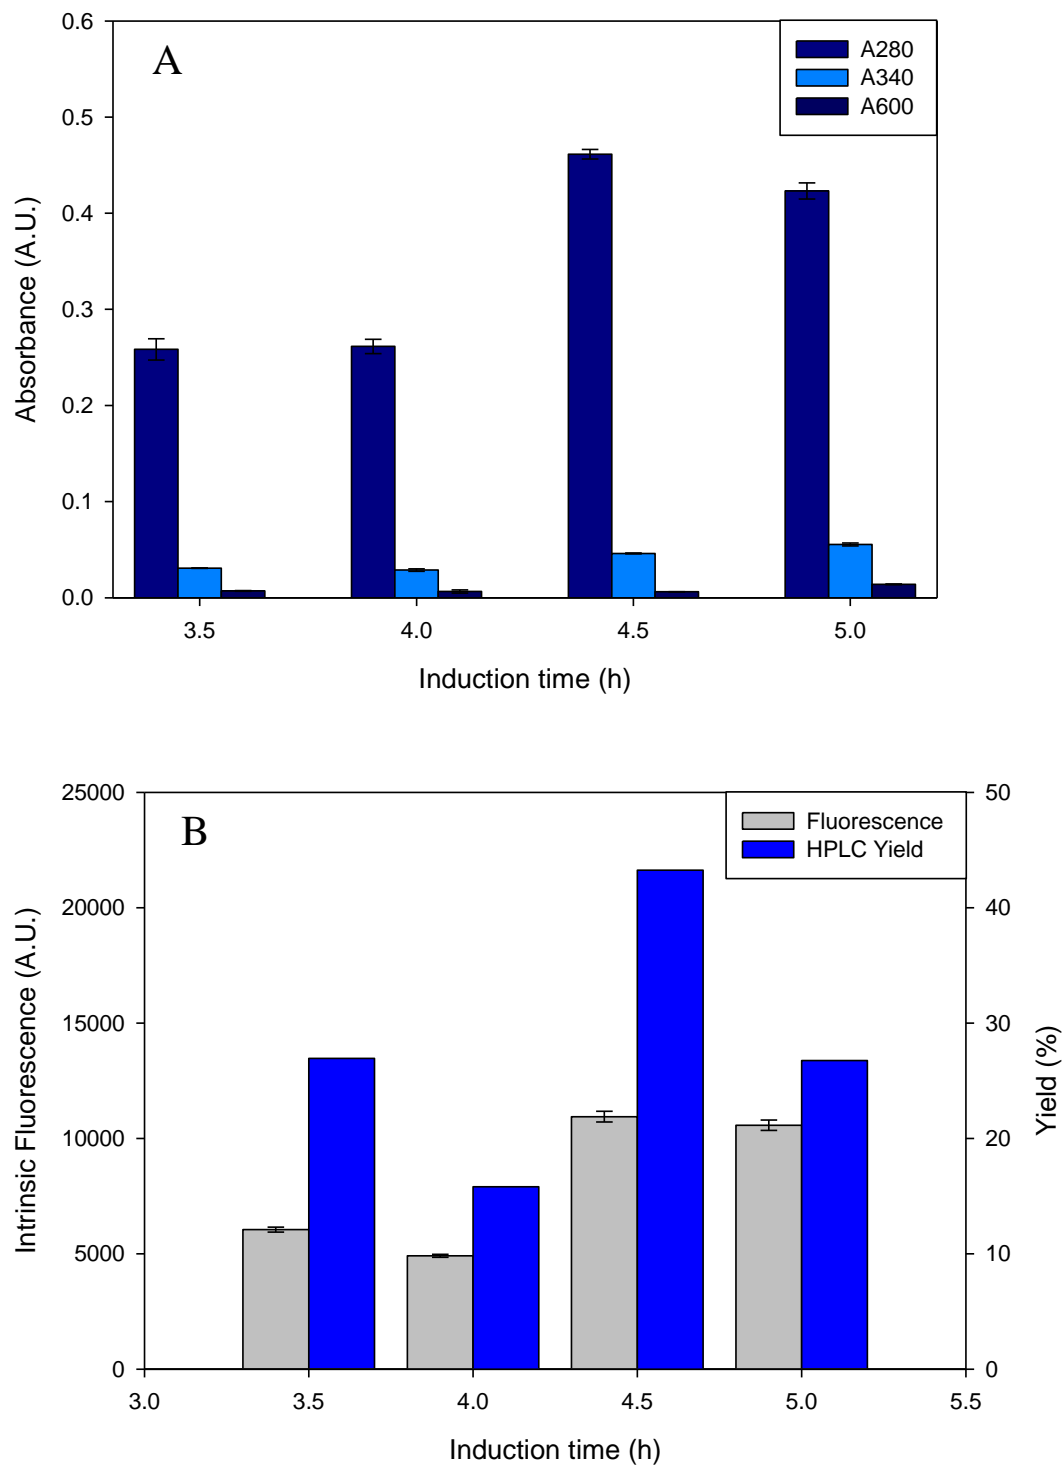 A
A280
A340
A600
0.6
0.5
0.4
0.3
0.2
0.1
0.0
Absorbance (A.U.)
3.5 4.0 4.5 5.0
Induction time (h)
B
Fluorescence
HPLC Yield
25000
20000
15000
10000
5000
0
Intrinsic Fluorescence (A.U.)
50
40
30
20
10
0
Yield (%)
3.0 3.5 4.0 4.5 5.0 5.5
Induction time (h)